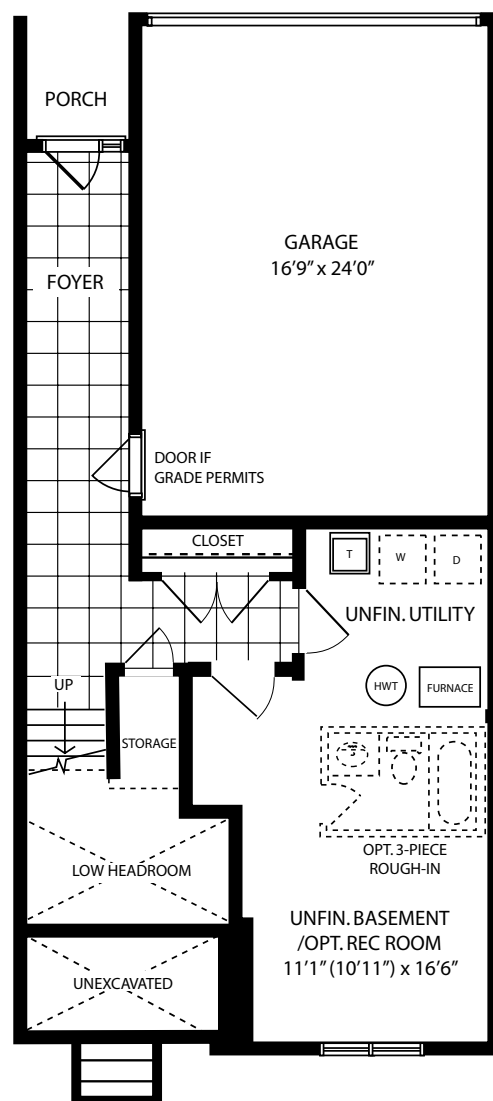 PORCH
GARAGE
16'9" x 24'0"
FOYER
DOOR IF
GRADE PERMITS
CLOSET
T
W
D
UNFIN. UTILITY
UP
HWT
FURNACE
STORAGE
OPT. 3-PIECE
ROUGH-IN
LOW HEADROOM
UNFIN. BASEMENT
/OPT. REC ROOM
11'1" (10'11") x 16'6"
UNEXCAVATED